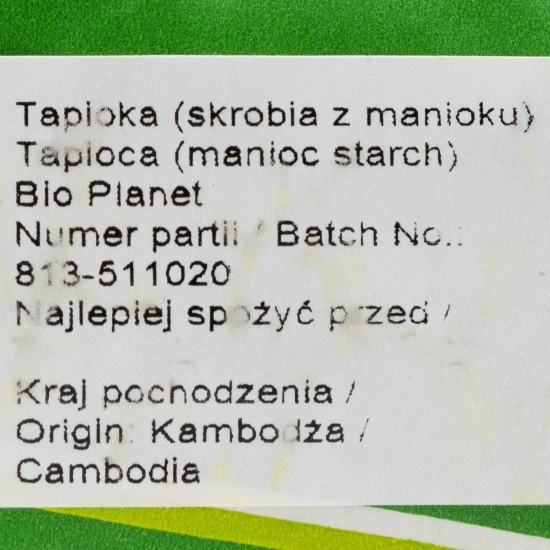 Tapioka (skrobia z manioku)
Tapioca (manioc starch)
Bio Planet
Numer partii / Batch No.:
813-511020
Najlepiej spożyć przed /
Kraj pochodzenia /
Origin: Kambodża /
Cambodia